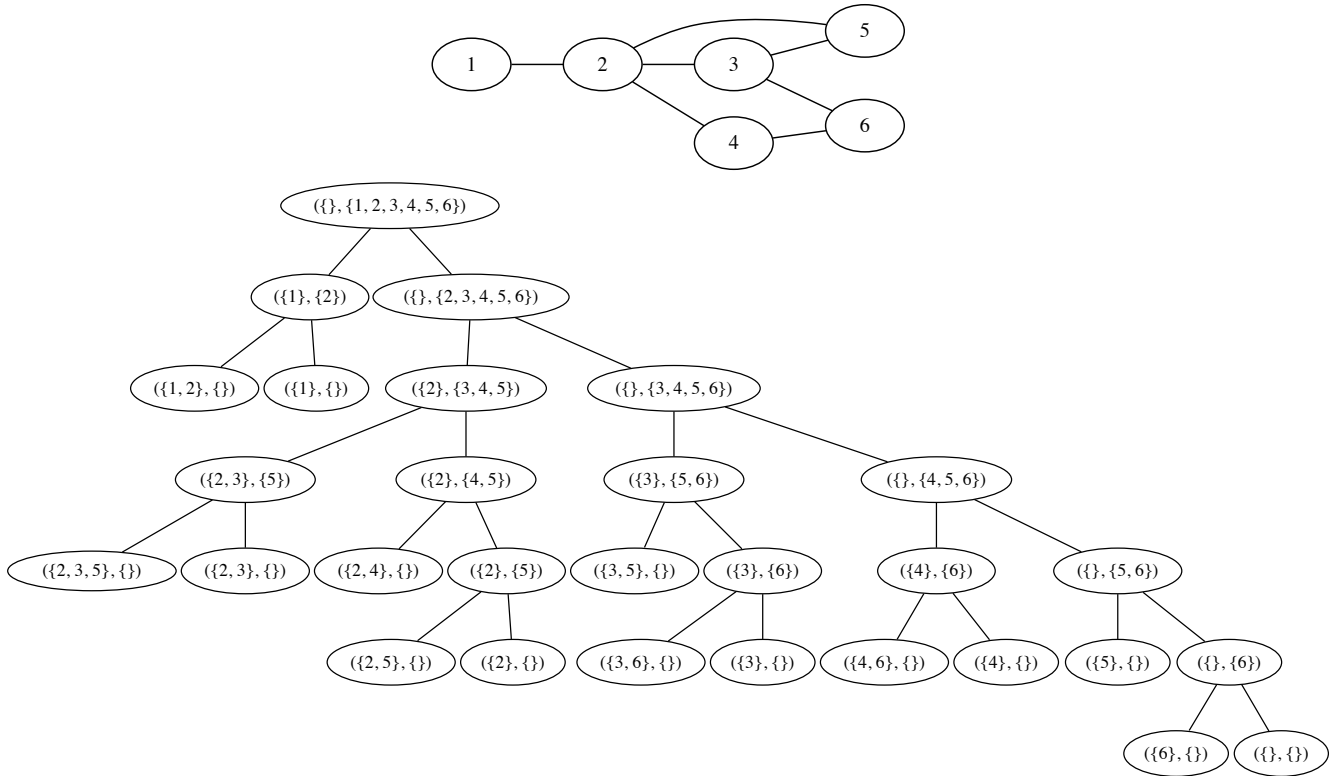 5
1 2 3
6
4
({}, {1, 2, 3, 4, 5, 6})
({1}, {2}) ({}, {2, 3, 4, 5, 6})
({1, 2}, {}) ({1}, {}) ({2}, {3, 4, 5}) ({}, {3, 4, 5, 6})
({2, 3}, {5}) ({2}, {4, 5}) ({3}, {5, 6}) ({}, {4, 5, 6})
({2, 3, 5}, {}) ({2, 3}, {}) ({2, 4}, {}) ({2}, {5}) ({3, 5}, {}) ({3}, {6}) ({4}, {6}) ({}, {5, 6})
({2, 5}, {}) ({2}, {}) ({3, 6}, {}) ({3}, {}) ({4, 6}, {}) ({4}, {}) ({5}, {}) ({}, {6})
({6}, {}) ({}, {})